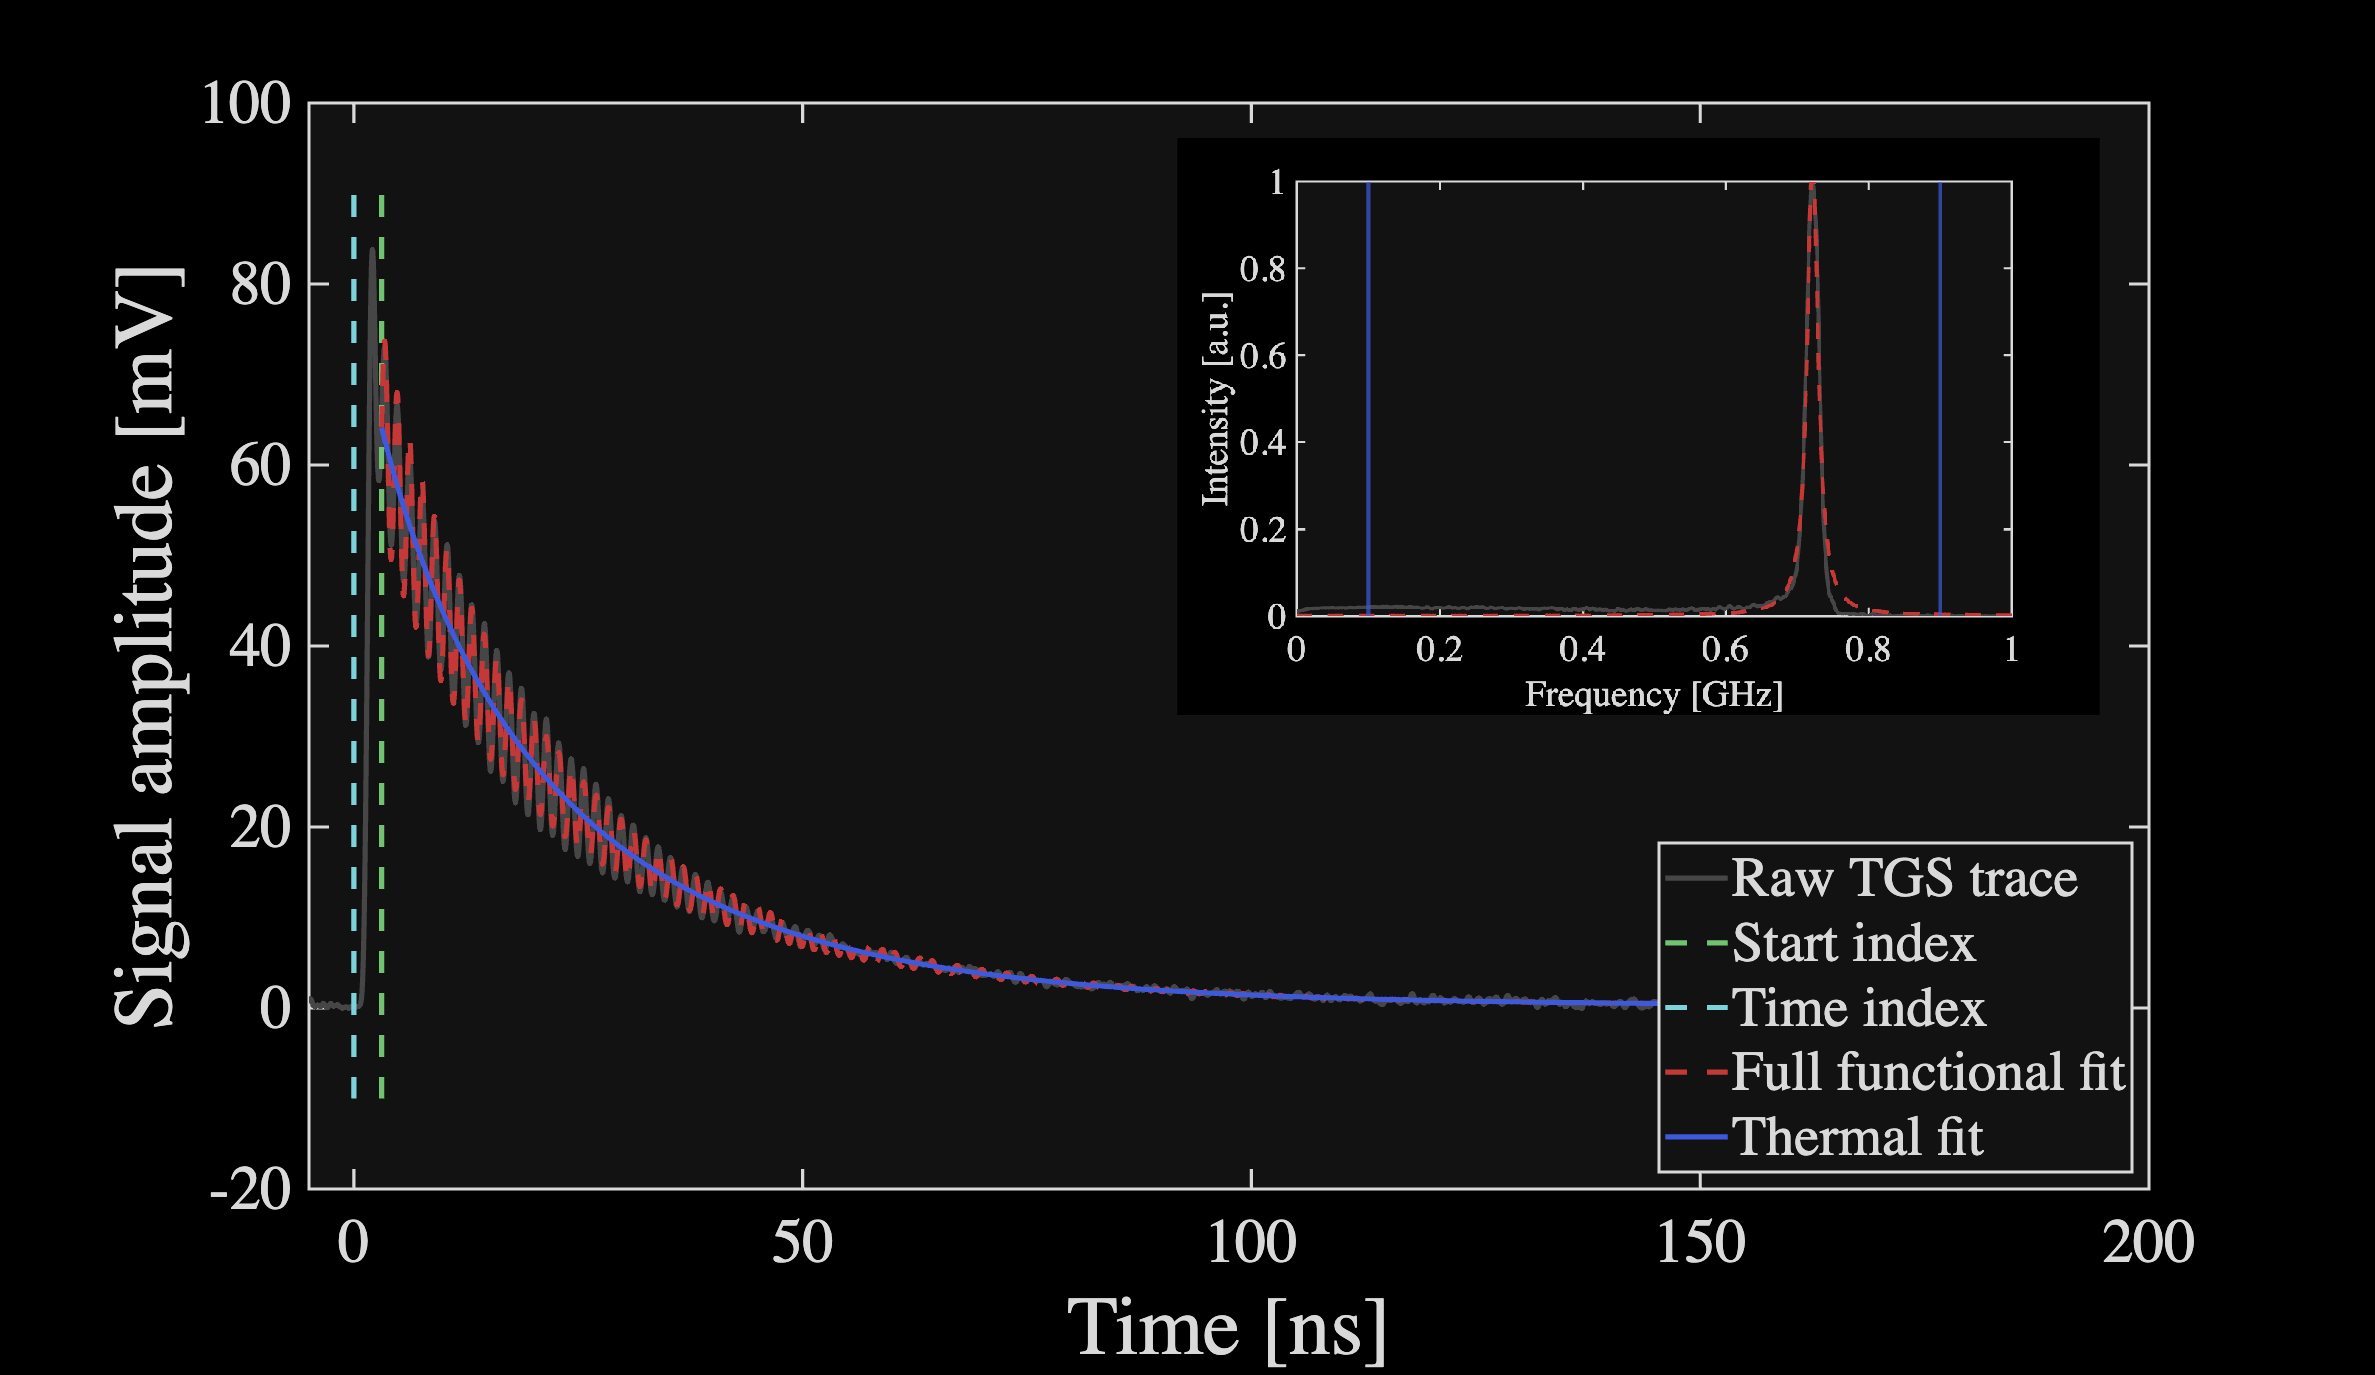 100
80
60
40
20
0
-20
Signal amplitude [mV]
0
50
100
150
200
Time [ns]
1
0.8
0.6
0.4
0.2
0
Intensity [a.u.]
0
0.2
0.4
0.6
0.8
1
Frequency [GHz]
Raw TGS trace
Start index
Time index
Full functional fit
Thermal fit